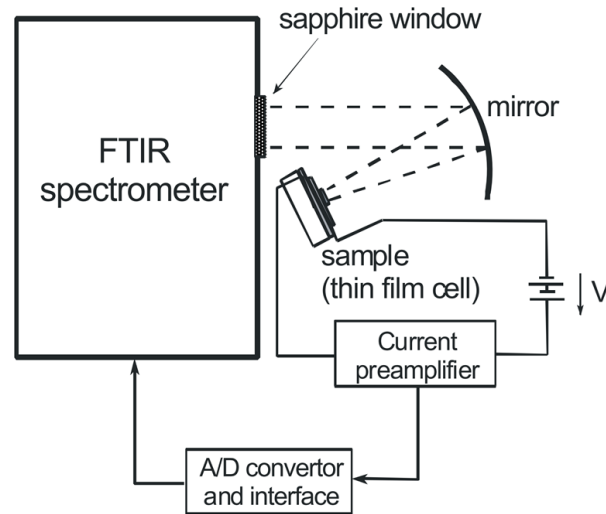 sapphire window
FTIR
spectrometer
mirror
sample
(thin film cell)
V
Current
preamplifier
A/D convertor
and interface